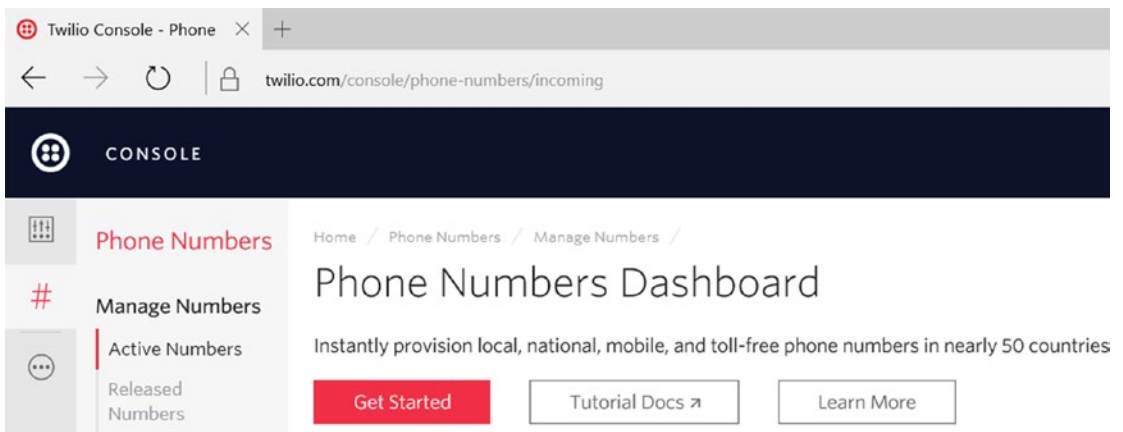 Twilio Console - Phone
twilio.com/console/phone-numbers/incoming
CONSOLE
Phone Numbers
Manage Numbers
Active Numbers
Released
Numbers
Home / Phone Numbers / Manage Numbers /
Phone Numbers Dashboard
Instantly provision local, national, mobile, and toll-free phone numbers in nearly 50 countries
Get Started
Tutorial Docs ↗
Learn More